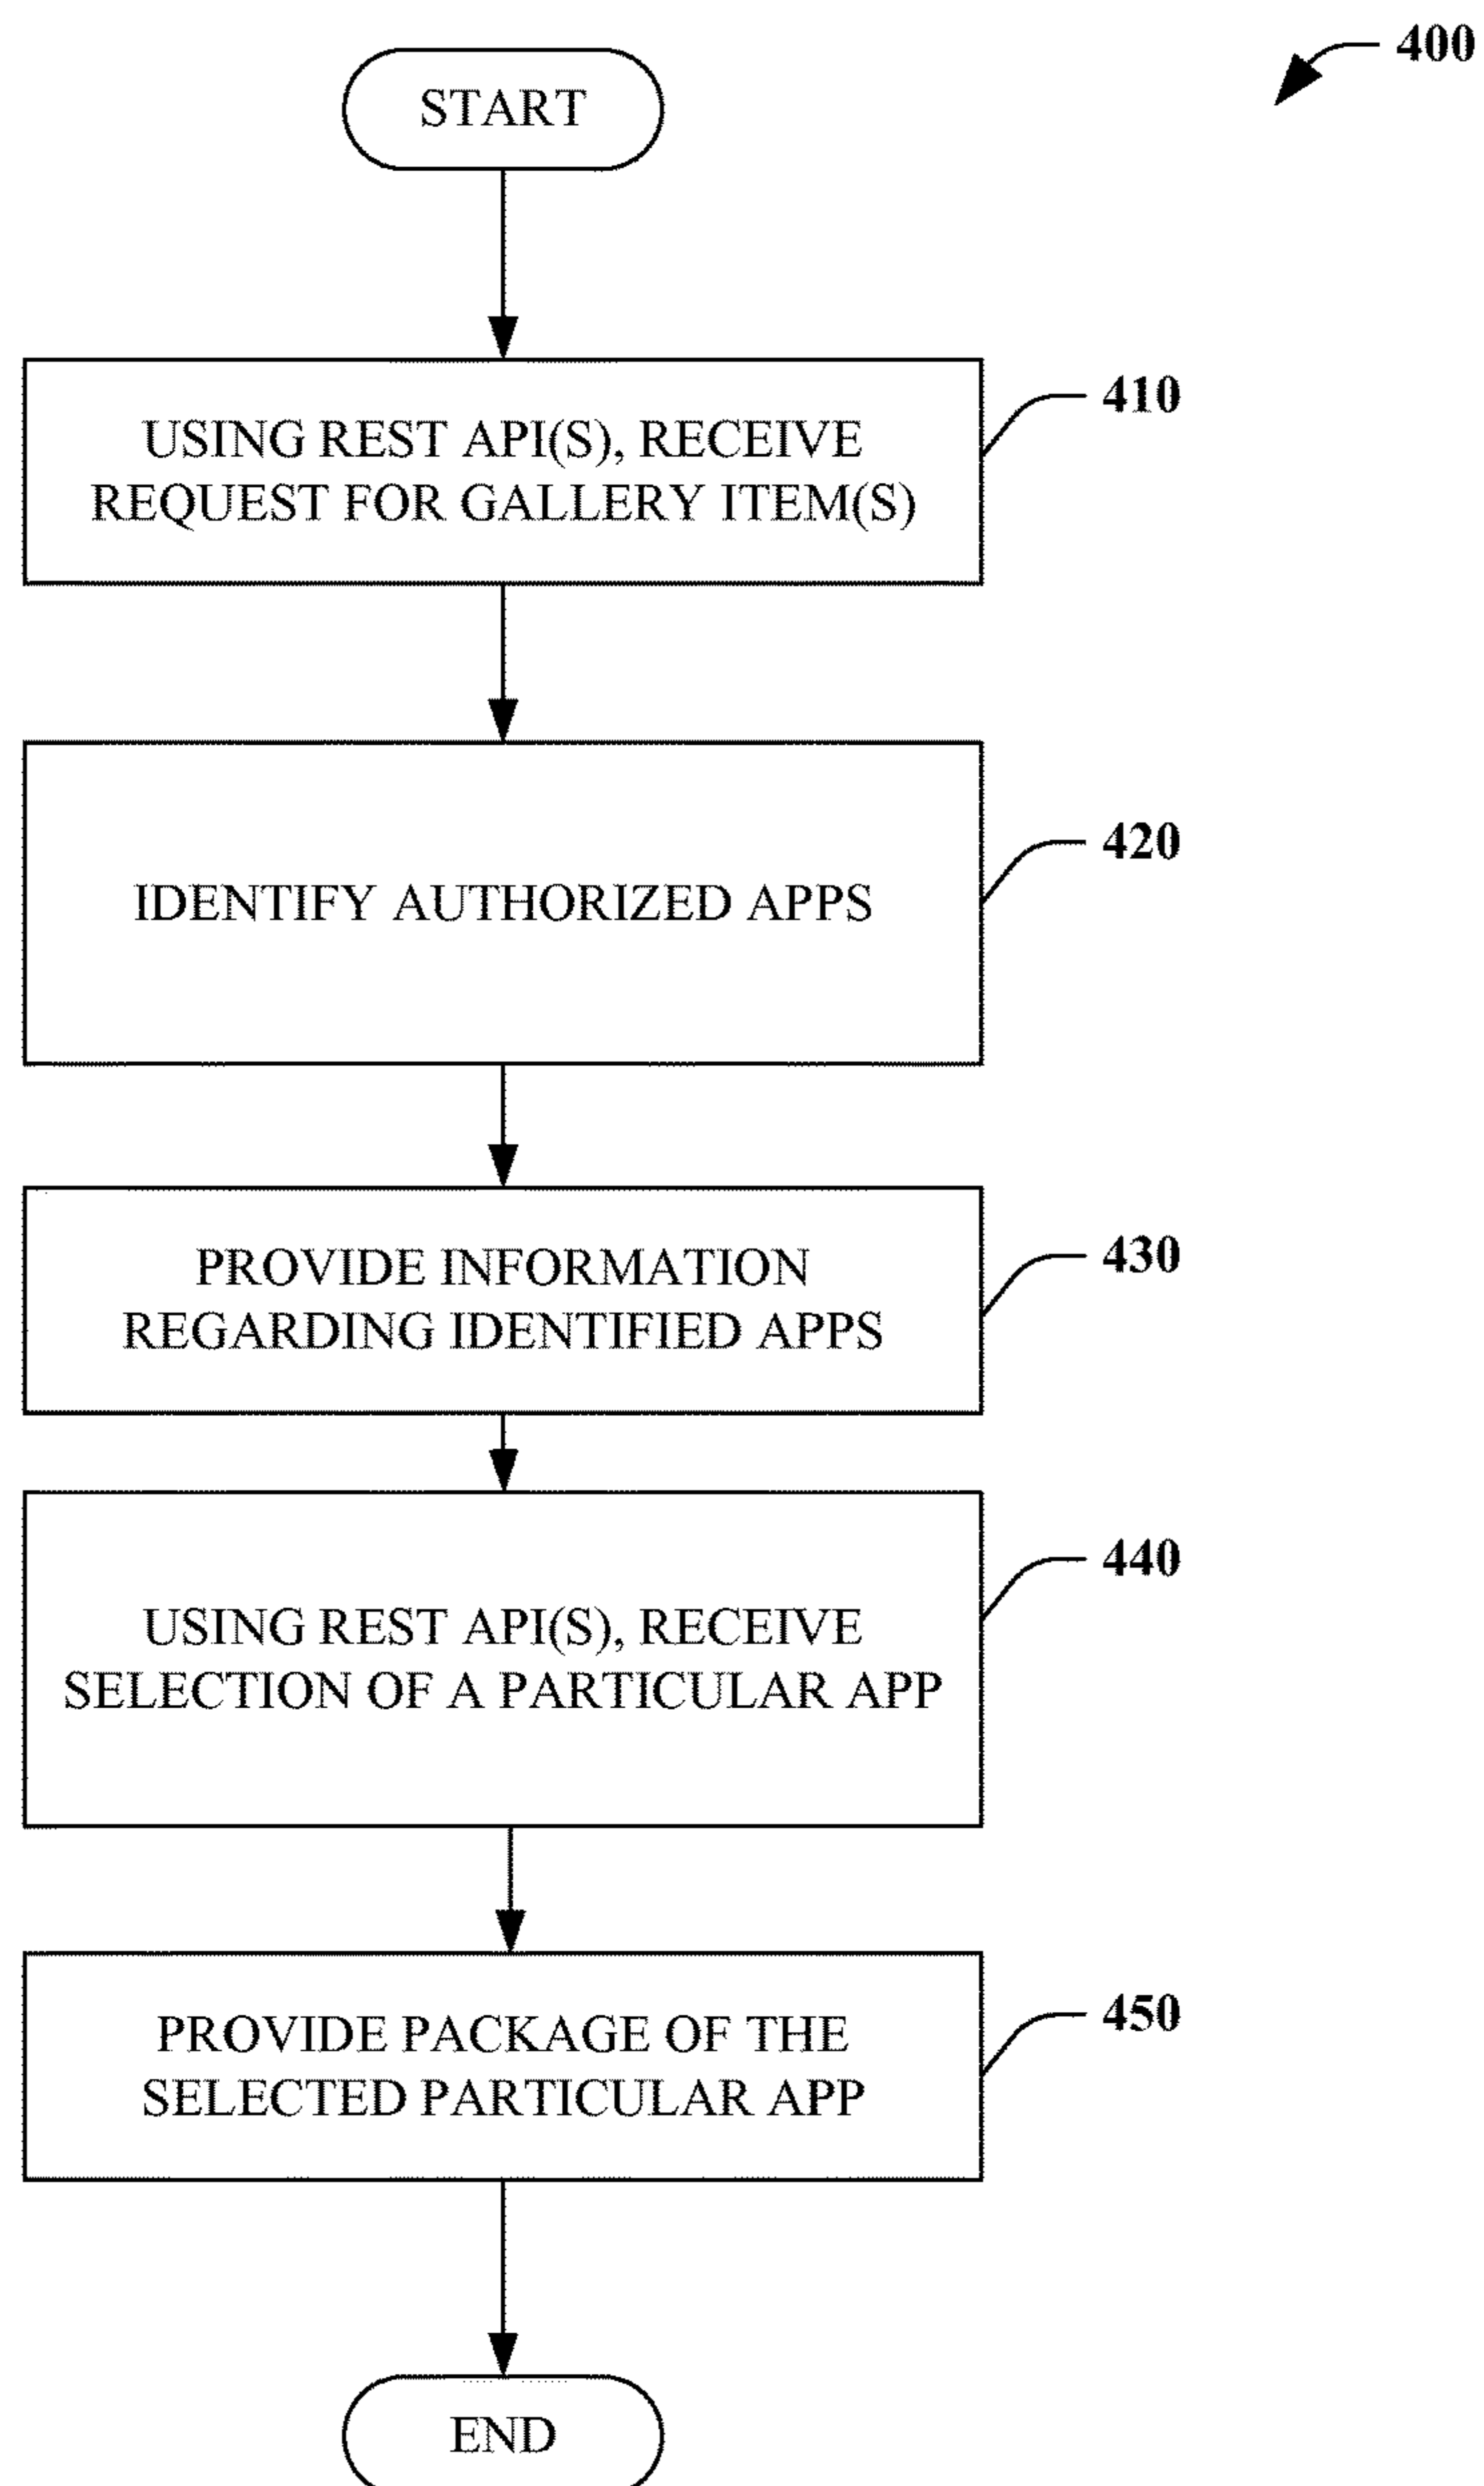 400
START
410
USING REST API(S), RECEIVE
REQUEST FOR GALLERY ITEM(S)
420
IDENTIFY AUTHORIZED APPS
430
PROVIDE INFORMATION
REGARDING IDENTIFIED APPS
440
USING REST API(S), RECEIVE
SELECTION OF A PARTICULAR APP
450
PROVIDE PACKAGE OF THE
SELECTED PARTICULAR APP
END